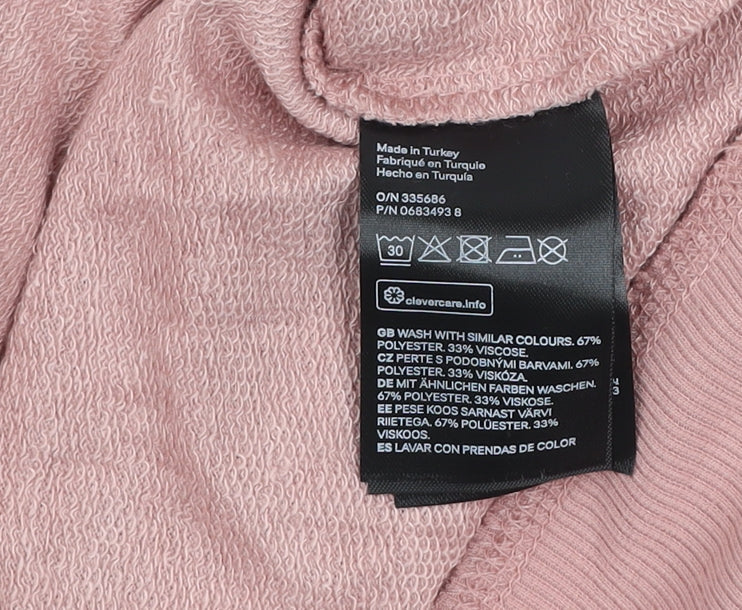 Made in Turkey
Fabriqué en Turquie
Hecho en Turquía
O/N 335686
P/N 0683493 8
30
clevercare.info
GB WASH WITH SIMILAR COLOURS. 67%
POLYESTER. 33% VISCOSE.
CZ PERTE S PODOBNÝMI BARVAMI. 67%
POLYESTER. 33% VISKÓZA.
DE MIT ÄHNLICHEN FARBEN WASCHEN.
67% POLYESTER. 33% VISKOSE.
EE PESE KOOS SARNAST VÄRVI
RIIETEGA. 67% POLÜESTER. 33%
VISKOOS.
ES LAVAR CON PRENDAS DE COLOR